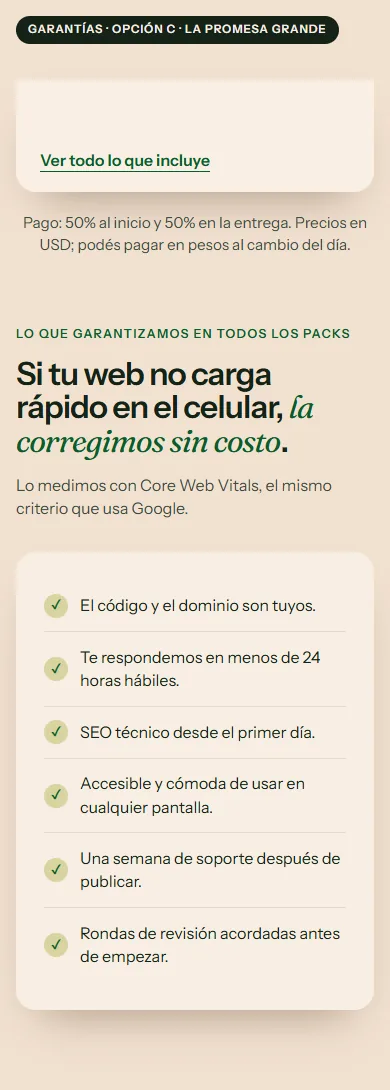 GARANTÍAS · OPCIÓN C · LA PROMESA GRANDE
Ver todo lo que incluye
Pago: 50% al inicio y 50% en la entrega. Precios en
USD; podés pagar en pesos al cambio del día.
LO QUE GARANTIZAMOS EN TODOS LOS PACKS
Si tu web no carga
rápido en el celular, la
corregimos sin costo.
Lo medimos con Core Web Vitals, el mismo
criterio que usa Google.
✓ El código y el dominio son tuyos.
✓ Te respondemos en menos de 24
horas hábiles.
✓ SEO técnico desde el primer día.
✓ Accesible y cómoda de usar en
cualquier pantalla.
✓ Una semana de soporte después de
publicar.
✓ Rondas de revisión acordadas antes
de empezar.